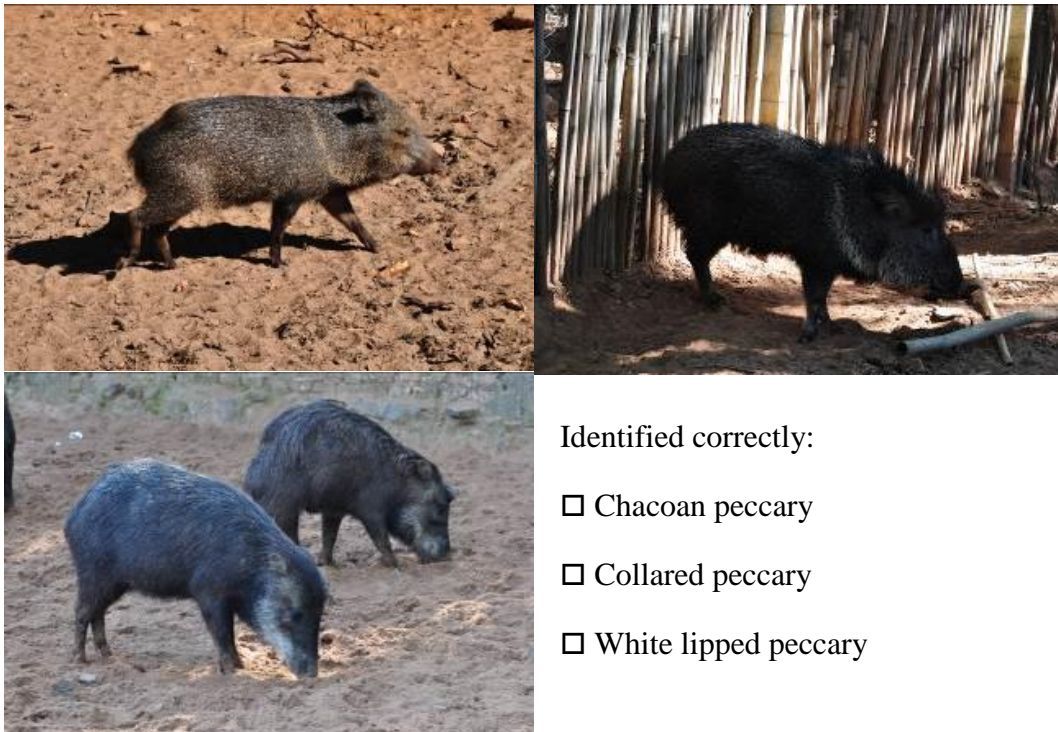 Identified correctly:
☐ Chacoan peccary
☐ Collared peccary
☐ White lipped peccary